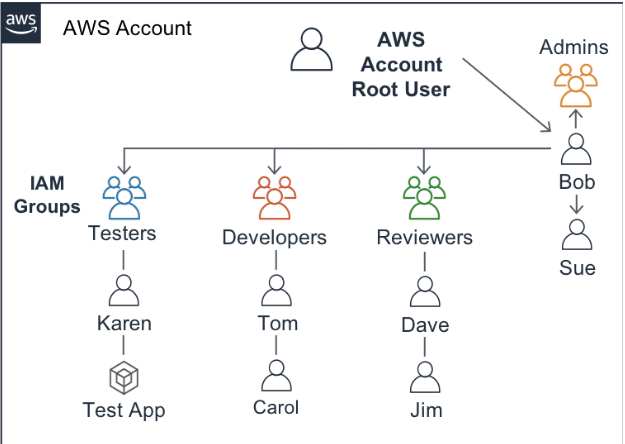 aws
AWS Account
AWS
Account
Root User
Admins
Bob
Sue
IAM
Groups
Testers
Developers
Reviewers
Karen
Tom
Dave
Test App
Carol
Jim